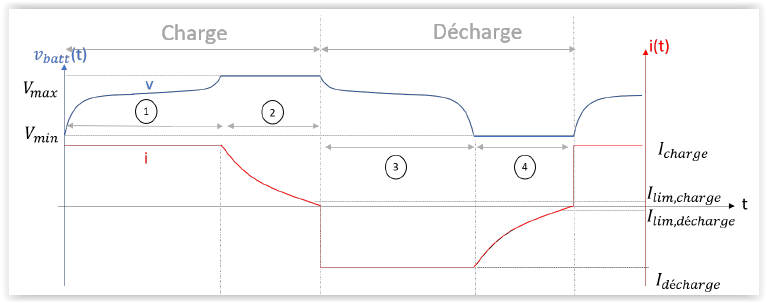 Charge Décharge
v_batt(t) i(t)
V_max v
1 2
V_min
i I_charge
3 4
I_lim,charge
t
I_lim,décharge
I_décharge